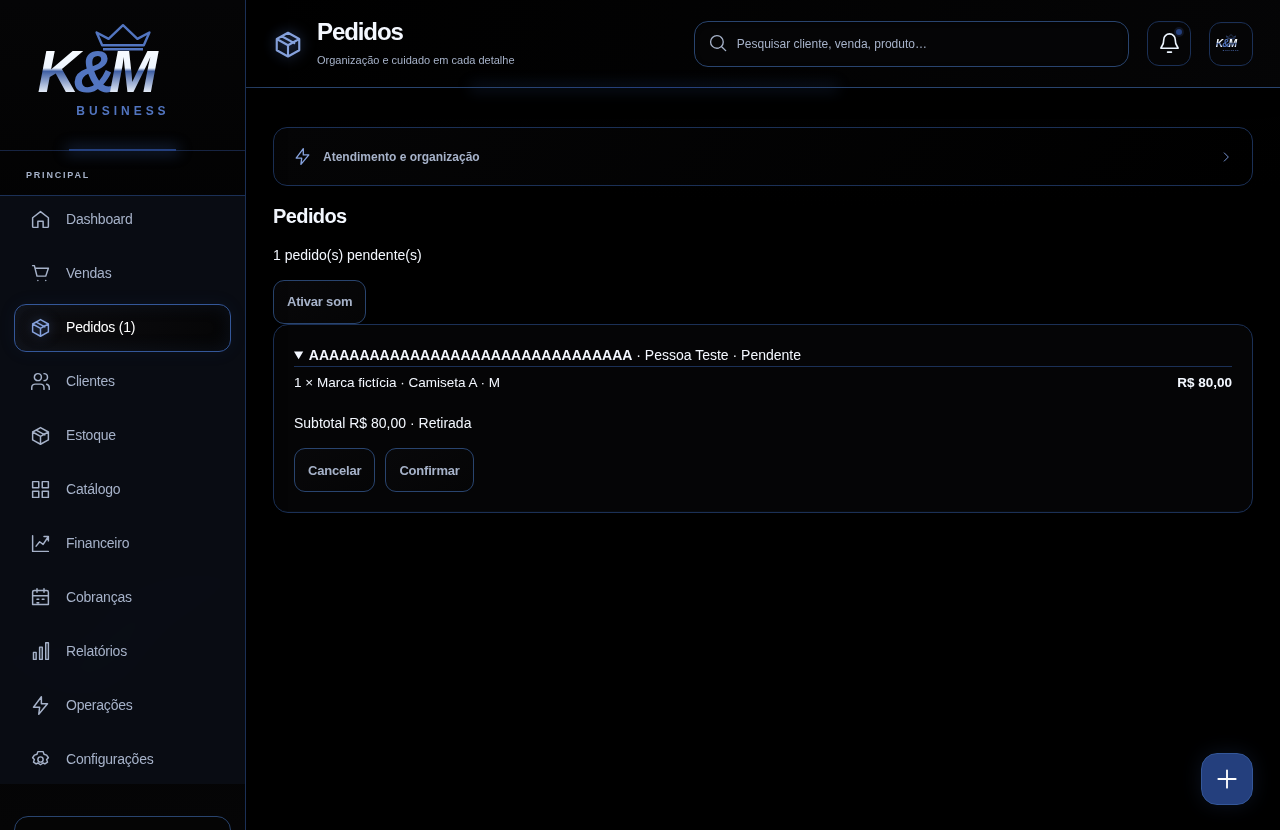 K&M
BUSINESS
PRINCIPAL
Dashboard
Vendas
Pedidos (1)
Clientes
Estoque
Catálogo
Financeiro
Cobranças
Relatórios
Operações
Configurações
Pedidos
Organização e cuidado em cada detalhe
Pesquisar cliente, venda, produto…
K&M
Atendimento e organização
Pedidos
1 pedido(s) pendente(s)
Ativar som
AAAAAAAAAAAAAAAAAAAAAAAAAAAAAAAA · Pessoa Teste · Pendente
1 × Marca fictícia · Camiseta A · M R$ 80,00
Subtotal R$ 80,00 · Retirada
Cancelar Confirmar